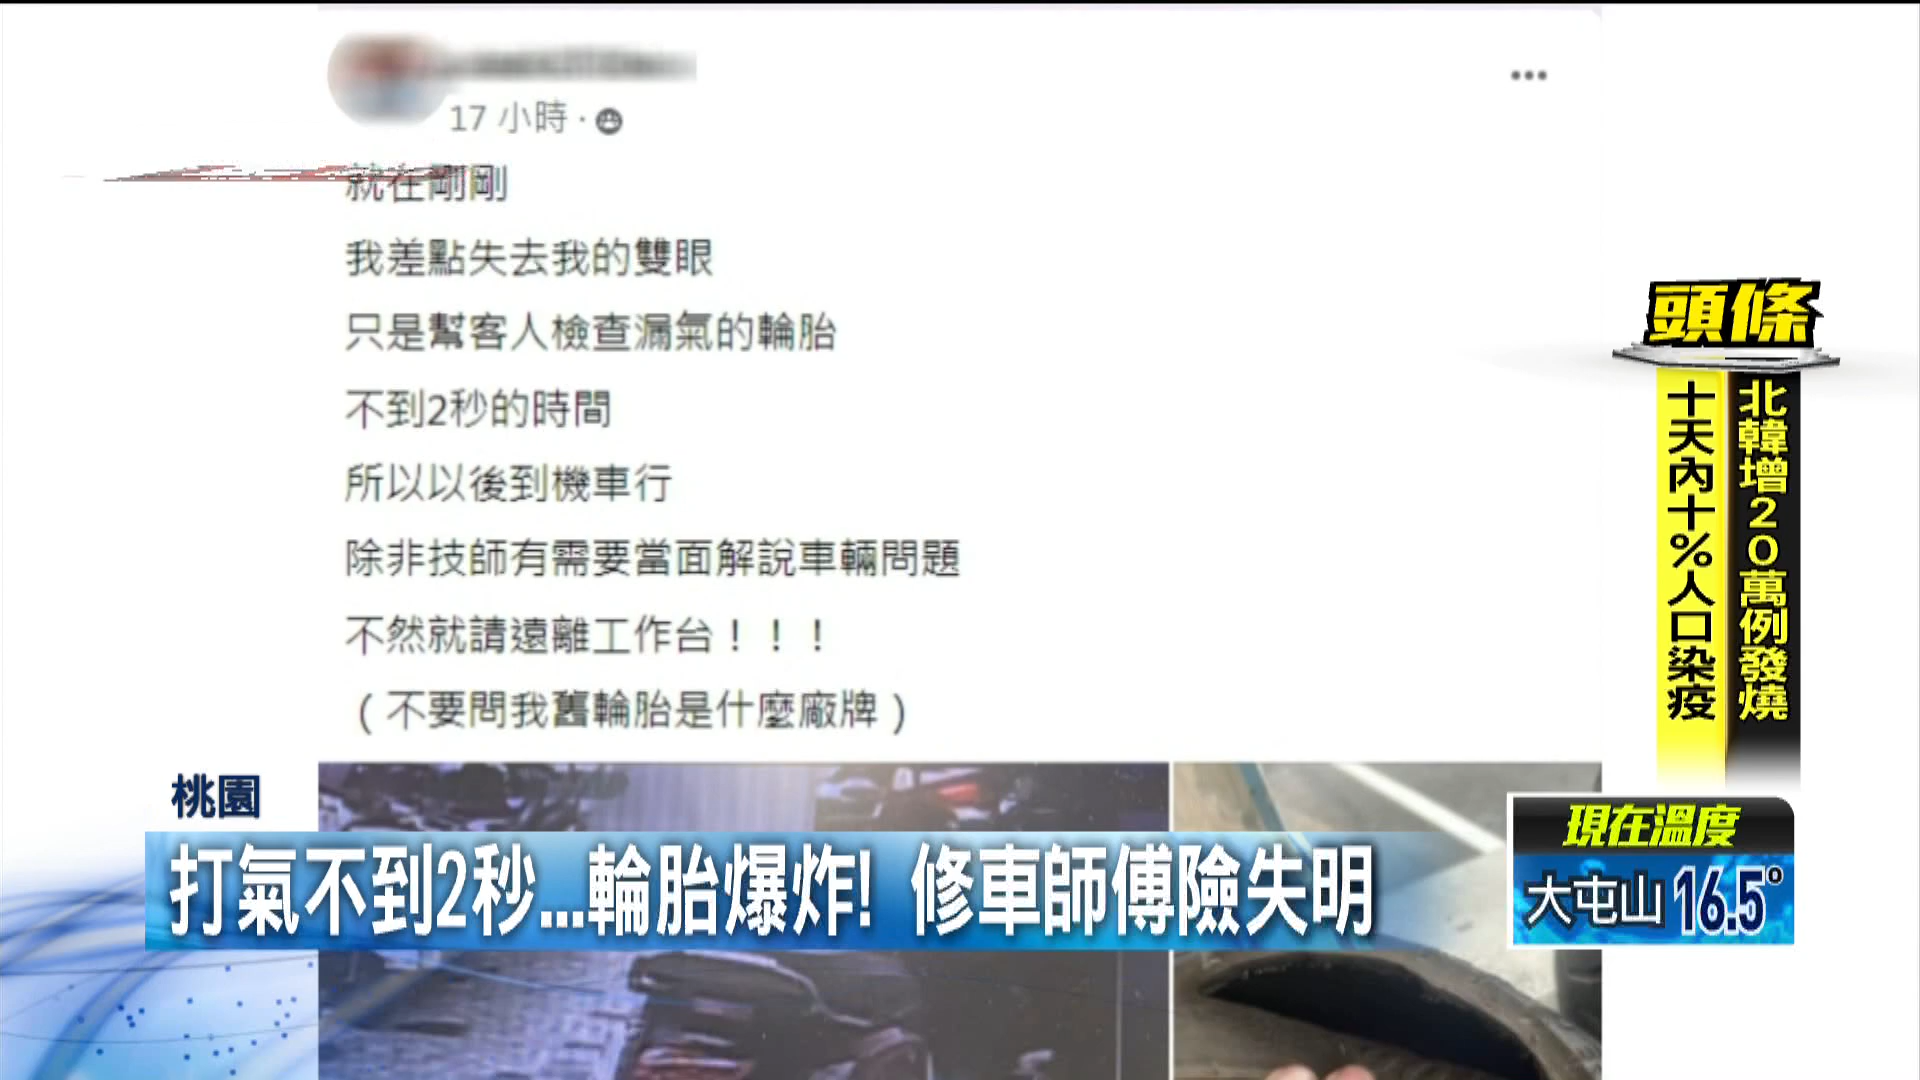 17 小時 ·
就在剛剛
我差點失去我的雙眼
只是幫客人檢查漏氣的輪胎
不到2秒的時間
所以以後到機車行
除非技師有需要當面解說車輛問題
不然就請遠離工作台！！！
（不要問我舊輪胎是什麼廠牌）
頭條
北韓增20萬例發燒
十天內十%人口染疫
桃園
打氣不到2秒...輪胎爆炸! 修車師傅險失明
現在溫度
大屯山 16.5°